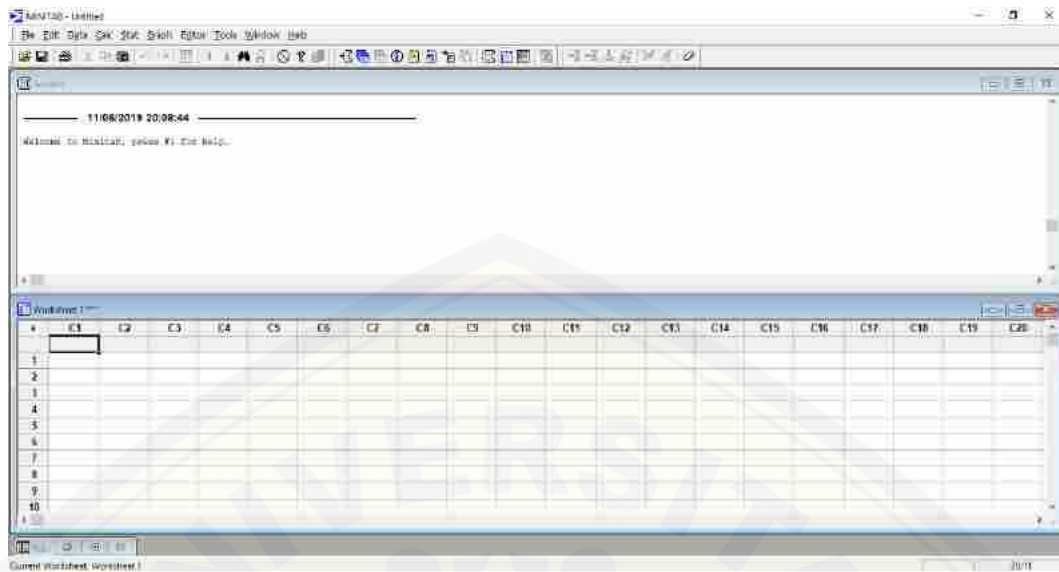 MINITAB - Untitled
File Edit Data Calc Stat Graph Editor Tools Window Help
Session
11/06/2019 20:08:44
Welcome to Minitab, press F1 for help.
Worksheet 1 ***
C1 C2 C3 C4 C5 C6 C7 C8 C9 C10 C11 C12 C13 C14 C15 C16 C17 C18 C19 C20
1
2
3
4
5
6
7
8
9
10
Current Worksheet: Worksheet 1